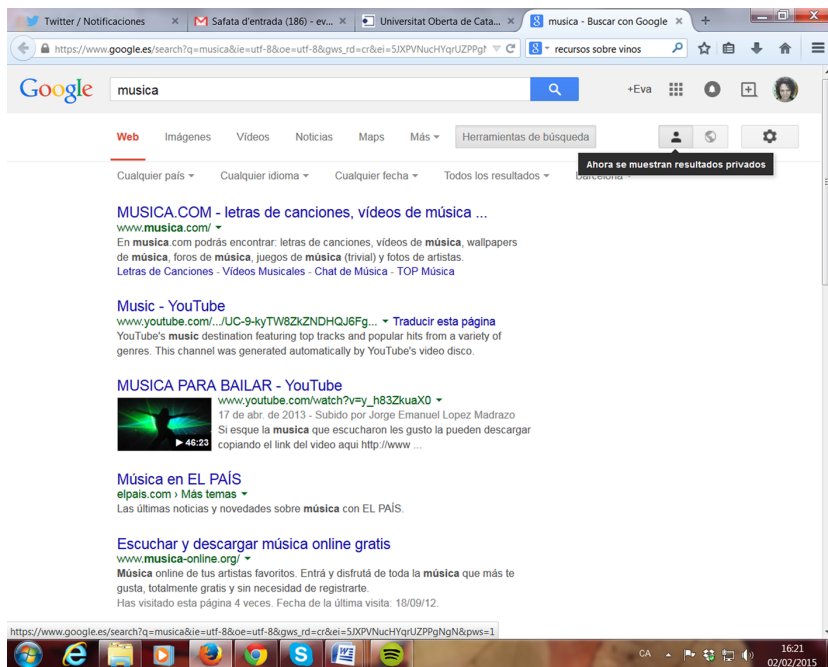 Twitter / Notificaciones
Safata d'entrada (186) - ev...
Universitat Oberta de Cata...
musica - Buscar con Google
https://www.google.es/search?q=musica&ie=utf-8&oe=utf-8&gws_rd=cr&ei=5JXPVNucHYqrUZPPgN
recursos sobre vinos
Google
musica
+Eva
Web Imágenes Vídeos Noticias Maps Más Herramientas de búsqueda
Ahora se muestran resultados privados
Cualquier país Cualquier idioma Cualquier fecha Todos los resultados Barcelona
MUSICA.COM - letras de canciones, vídeos de música ...
www.musica.com/
En musica.com podrás encontrar: letras de canciones, vídeos de música, wallpapers
de música, foros de música, juegos de música (trivial) y fotos de artistas.
Letras de Canciones - Vídeos Musicales - Chat de Música - TOP Música
Music - YouTube
www.youtube.com/.../UC-9-kyTW8ZkZNDHQJ6Fg... Traducir esta página
YouTube's music destination featuring top tracks and popular hits from a variety of
genres. This channel was generated automatically by YouTube's video disco.
MUSICA PARA BAILAR - YouTube
www.youtube.com/watch?v=y_h83ZkuaX0
17 de abr. de 2013 - Subido por Jorge Emanuel Lopez Madrazo
Si esque la musica que escucharon les gusto la pueden descargar
46:23
copiando el link del video aqui http://www ...
Música en EL PAÍS
elpais.com › Más temas
Las últimas noticias y novedades sobre música con EL PAÍS.
Escuchar y descargar música online gratis
www.musica-online.org/
Música online de tus artistas favoritos. Entrá y disfrutá de toda la música que más te
gusta, totalmente gratis y sin necesidad de registrarte.
Has visitado esta página 4 veces. Fecha de la última visita: 18/09/12.
https://www.google.es/search?q=musica&ie=utf-8&oe=utf-8&gws_rd=cr&ei=5JXPVNucHYqrUZPPgNgN&pws=1
CA
16:21
02/02/2015